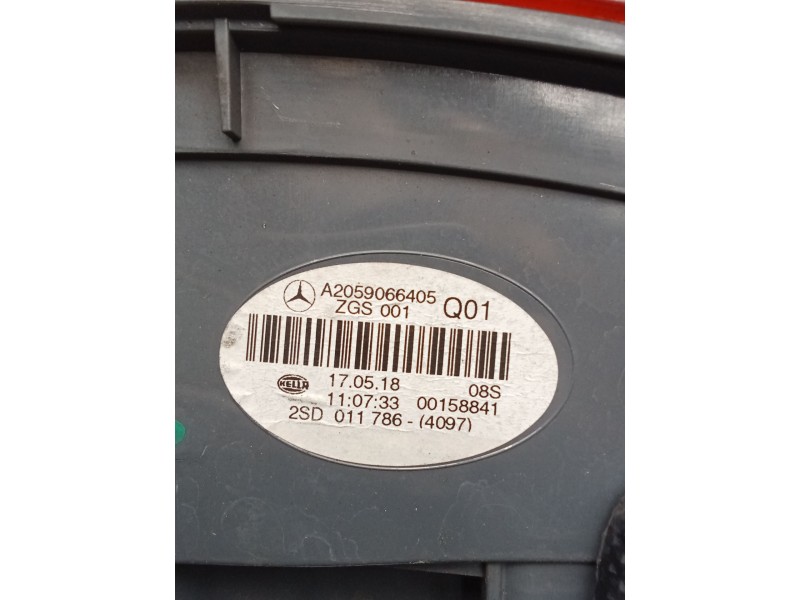 A2059066405
ZGS 001 Q01
HELLA 17.05.18 08S
11:07:33 00158841
2SD 011 786-(4097)